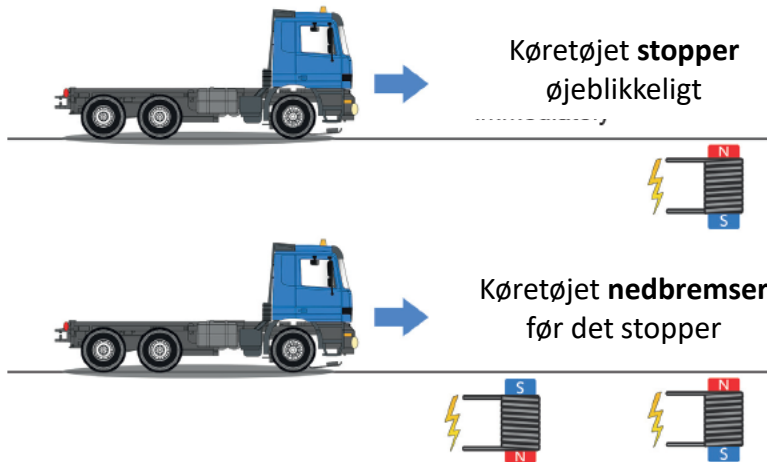 Køretøjet stopper
øjeblikkeligt
N
S
Køretøjet nedbremser
før det stopper
S
N
N
S